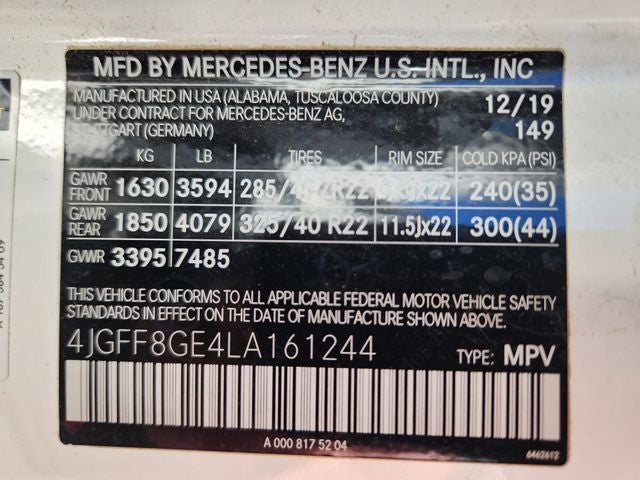 MFD BY MERCEDES-BENZ U.S. INTL., INC
MANUFACTURED IN USA (ALABAMA, TUSCALOOSA COUNTY) 12/19
UNDER CONTRACT FOR MERCEDES-BENZ AG,
STUTTGART (GERMANY) 149
KG LB TIRES RIM SIZE COLD KPA (PSI)
GAWR FRONT 1630 3594 R22 240(35)
GAWR REAR 1850 4079 325/40 R22 11.5Jx22 300(44)
GVWR 3395 7485
THIS VEHICLE CONFORMS TO ALL APPLICABLE FEDERAL MOTOR VEHICLE SAFETY
STANDARDS IN EFFECT ON THE DATE OF MANUFACTURE SHOWN ABOVE.
4JGFF8GE4LA161244 TYPE: MPV
A 000 817 52 04
6462612